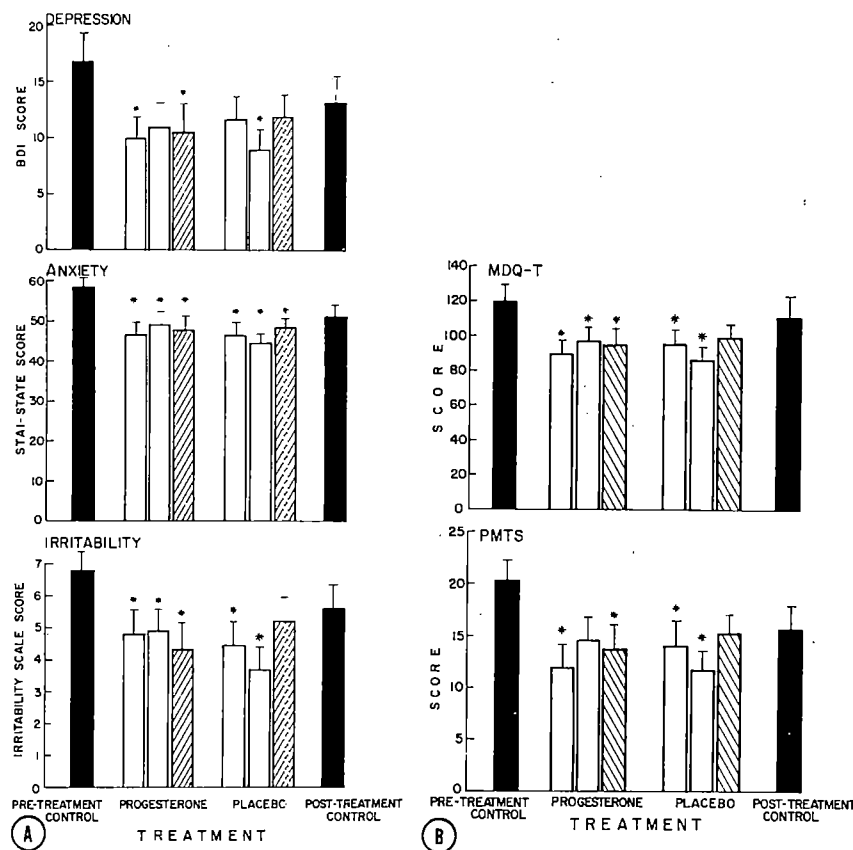 DEPRESSION
20
15
10
5
0
BDI SCORE
* * *
ANXIETY
60
50
40
30
20
10
0
STAI-STATE SCORE
* * * * * *
IRRITABILITY
7
6
5
4
3
2
1
0
IRRITABILITY SCALE SCORE
* * * * *
PRE-TREATMENT CONTROL
PROGESTERONE
PLACEBO
POST-TREATMENT CONTROL
A
TREATMENT
MDQ-T
140
120
100
80
60
40
20
0
SCORE
* * * * *
PMTS
25
20
15
10
5
0
SCORE
* * * *
PRE-TREATMENT CONTROL
PROGESTERONE
PLACEBO
POST-TREATMENT CONTROL
B
TREATMENT